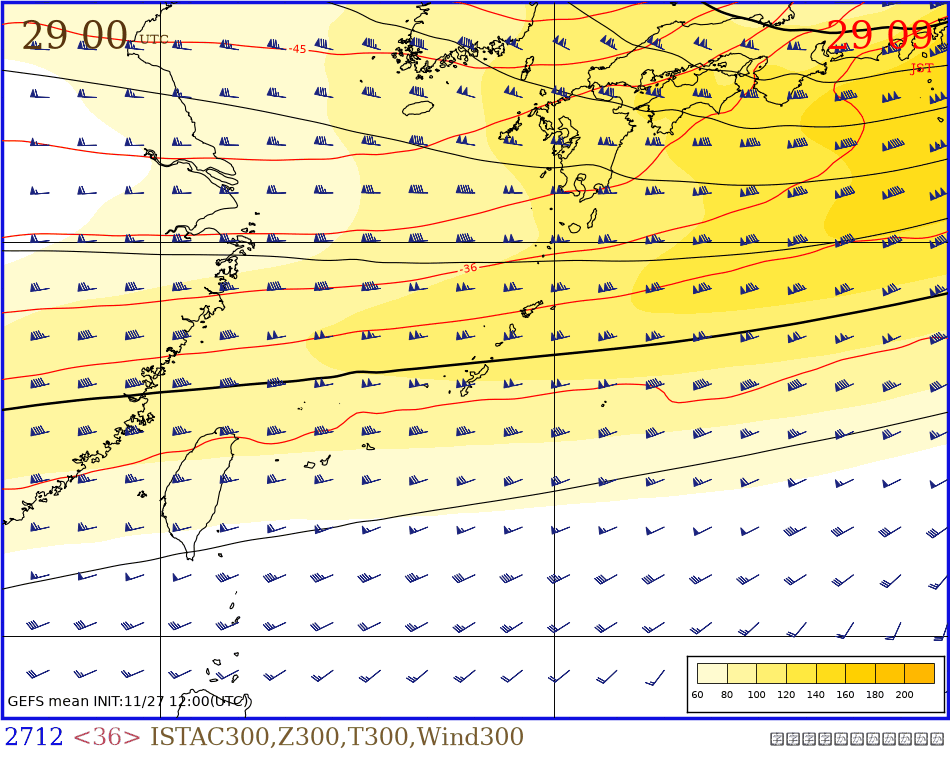 29 00 UTC
29 09
JST
-45
-36
60 80 100 120 140 160 180 200
GEFS mean INIT:11/27 12:00(UTC)
2712 <36> ISTAC300,Z300,T300,Wind300